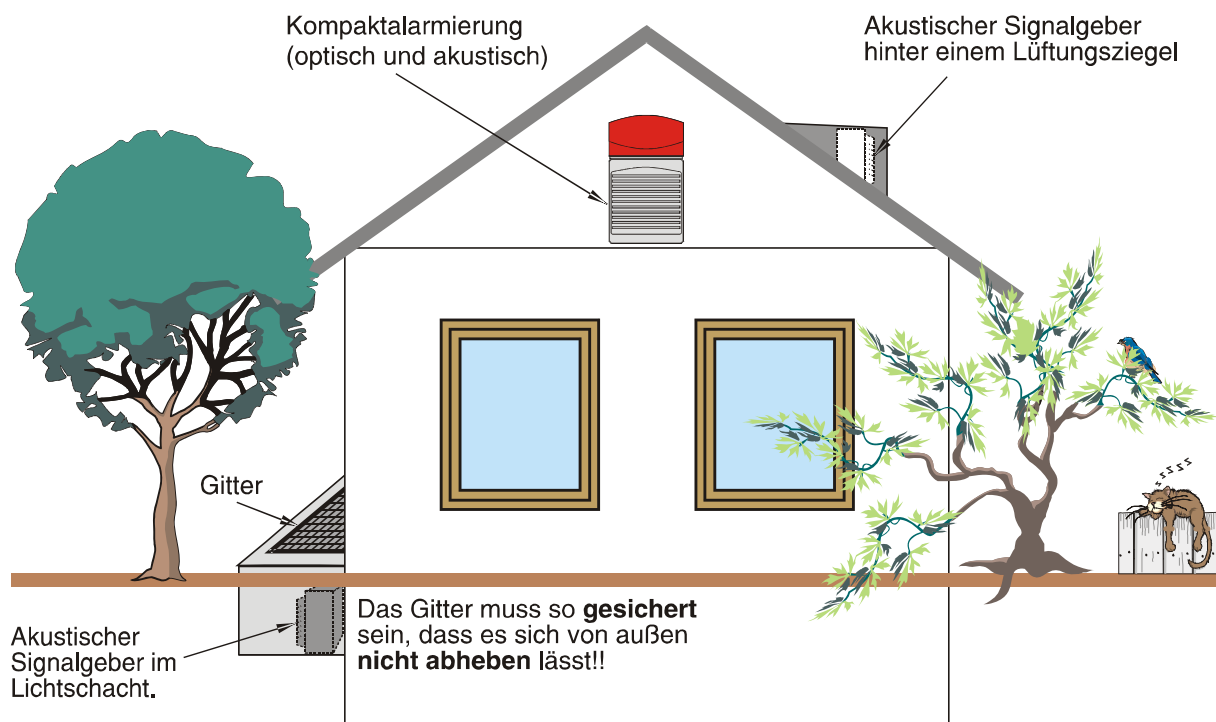 Kompaktalarmierung
(optisch und akustisch)
Akustischer Signalgeber
hinter einem Lüftungsziegel
Gitter
zzzzz
Das Gitter muss so gesichert
sein, dass es sich von außen
nicht abheben lässt!!
Akustischer
Signalgeber im
Lichtschacht.